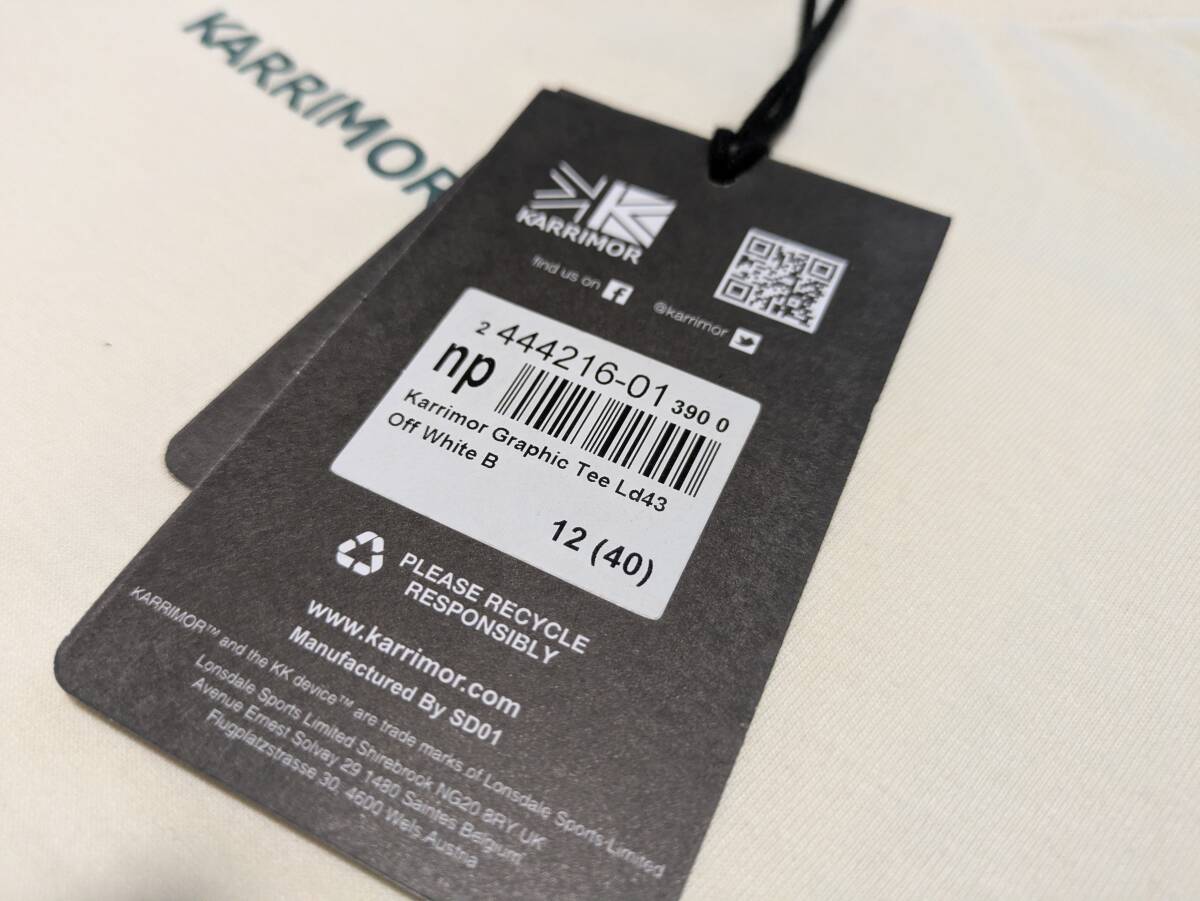 KARRIMOR
KARRIMOR
find us on
@karrimor
2 444216-01 390 0
np
Karrimor Graphic Tee Ld43
Off White B
12 (40)
PLEASE RECYCLE
RESPONSIBLY
www.karrimor.com
Manufactured By SD01
KARRIMOR™ and the KK device™ are trade marks of Lonsdale Sports Limited
Lonsdale Sports Limited Shirebrook NG20 8RY UK
Avenue Ernest Solvay 29 1480 Saintes Belgium,
Flugplatzstrasse 30, 4600 Wels Austria